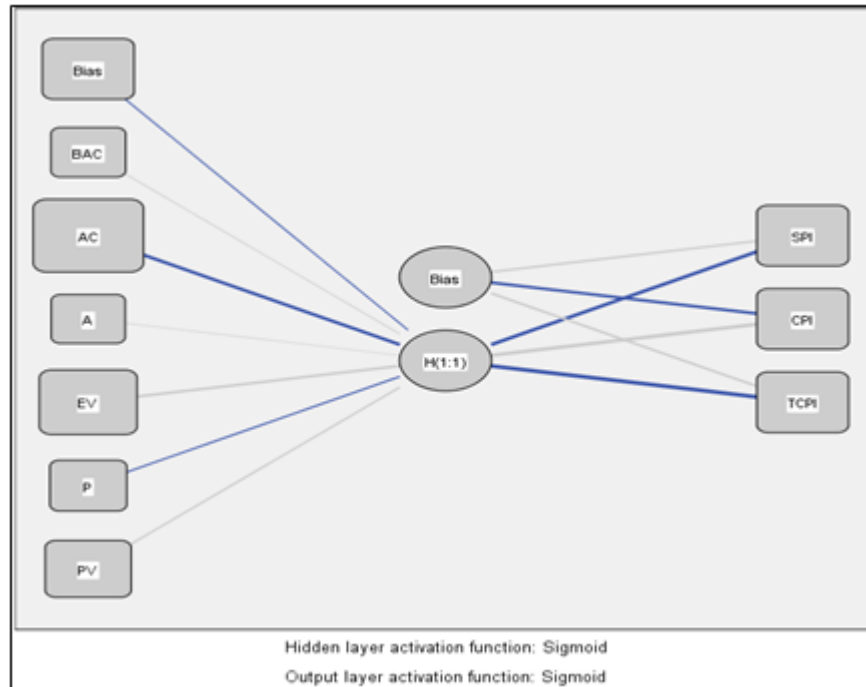 Bias
BAC
AC
A
EV
P
PV
Bias
H(1:1)
SPI
CPI
TCPI
Hidden layer activation function: Sigmoid
Output layer activation function: Sigmoid